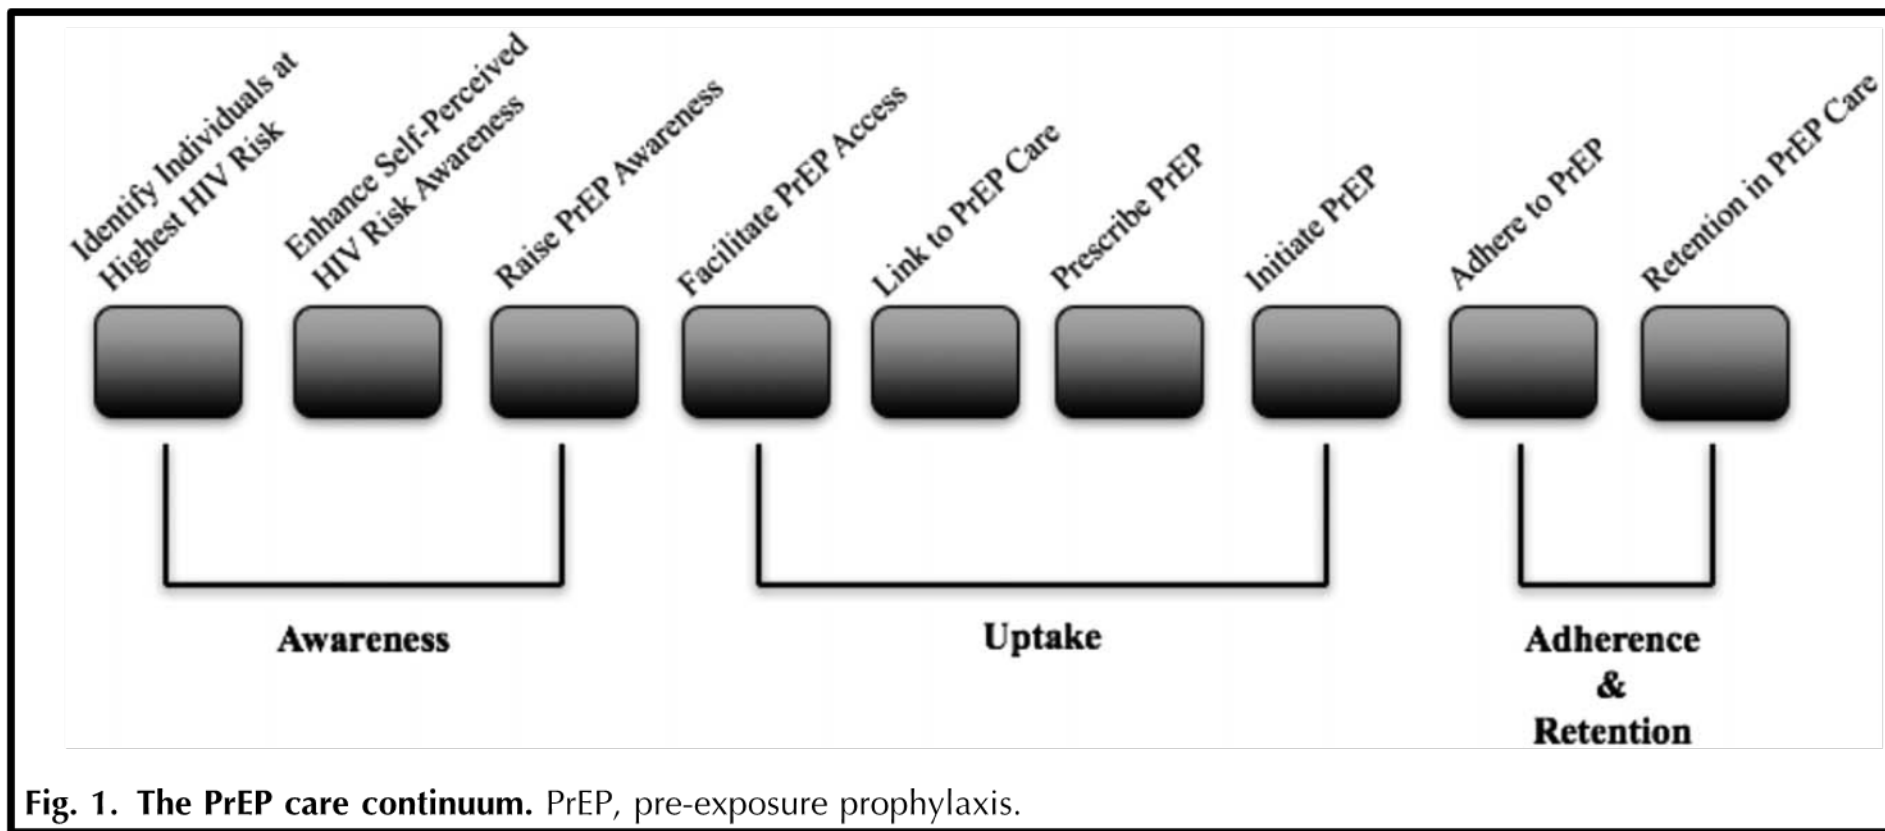 Identify Individuals at
Highest HIV Risk
Enhance Self-Perceived
HIV Risk Awareness
Raise PrEP Awareness
Facilitate PrEP Access
Link to PrEP Care
Prescribe PrEP
Initiate PrEP
Adhere to PrEP
Retention in PrEP Care
Awareness
Uptake
Adherence
&
Retention
Fig. 1. The PrEP care continuum. PrEP, pre-exposure prophylaxis.